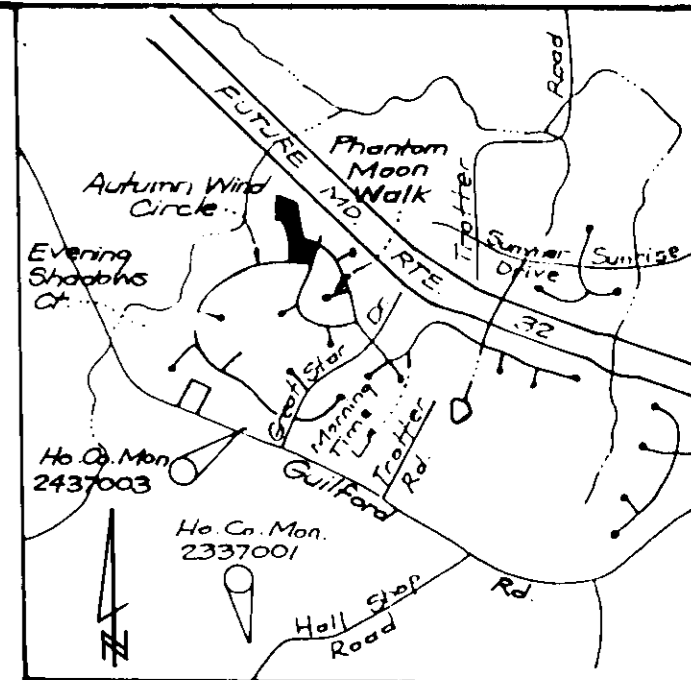 FUTURE MD. RTE. 32
Phantom
Moon
Walk
Autumn Wind
Circle
Evening
Shadows
Ct.
Trotter
Road
Summer Sunrise
Drive
Great Star Dr.
Morning
Time
Trotter
Rd.
Ho. Co. Mon.
2437003
Guilford
Rd.
Ho. Co. Mon.
2337001
Hall Shop
Road
N